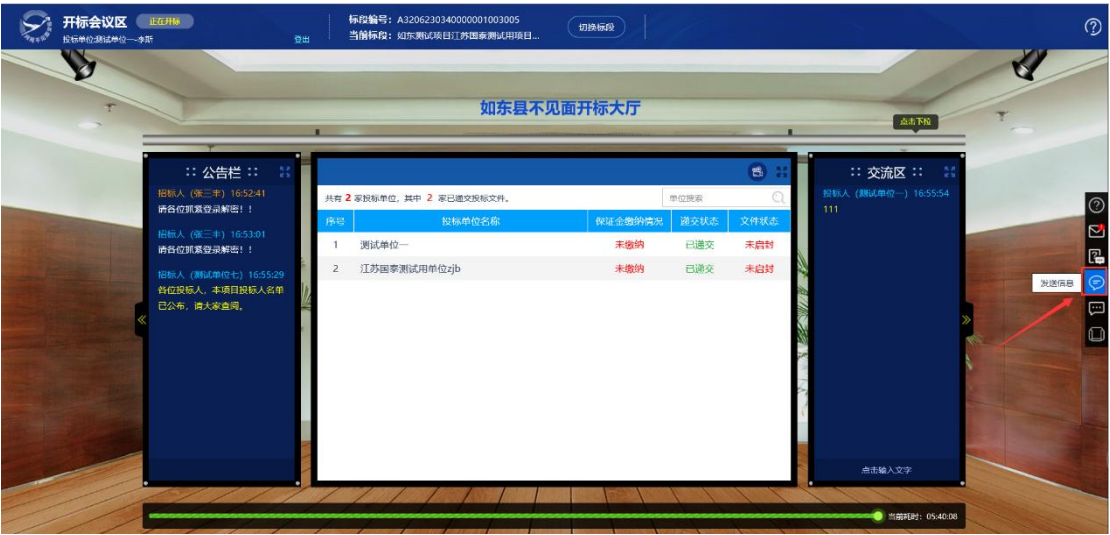 开标会议区 正在开标
投标单位:测试单位一-李斯 登出
标段编号：A3206230340000001003005
当前标段：如东测试项目江苏国泰测试用项目...
切换标段
如东县不见面开标大厅
点击下拉
:: 公告栏 ::
招标人（张三丰）16:52:41
请各位抓紧登录解密！！
招标人（张三丰）16:53:01
请各位抓紧登录解密！！
招标人（测试单位七）16:55:29
各位投标人，本项目投标人名单
已公布，请大家查阅。
共有 2 家投标单位，其中 2 家已递交投标文件。
单位搜索
序号 投标单位名称 保证金缴纳情况 递交状态 文件状态
1 测试单位一 未缴纳 已递交 未启封
2 江苏国泰测试用单位zjb 未缴纳 已递交 未启封
:: 交流区 ::
投标人（测试单位一）16:55:54
111
点击输入文字
发送信息
当前耗时：05:40:08